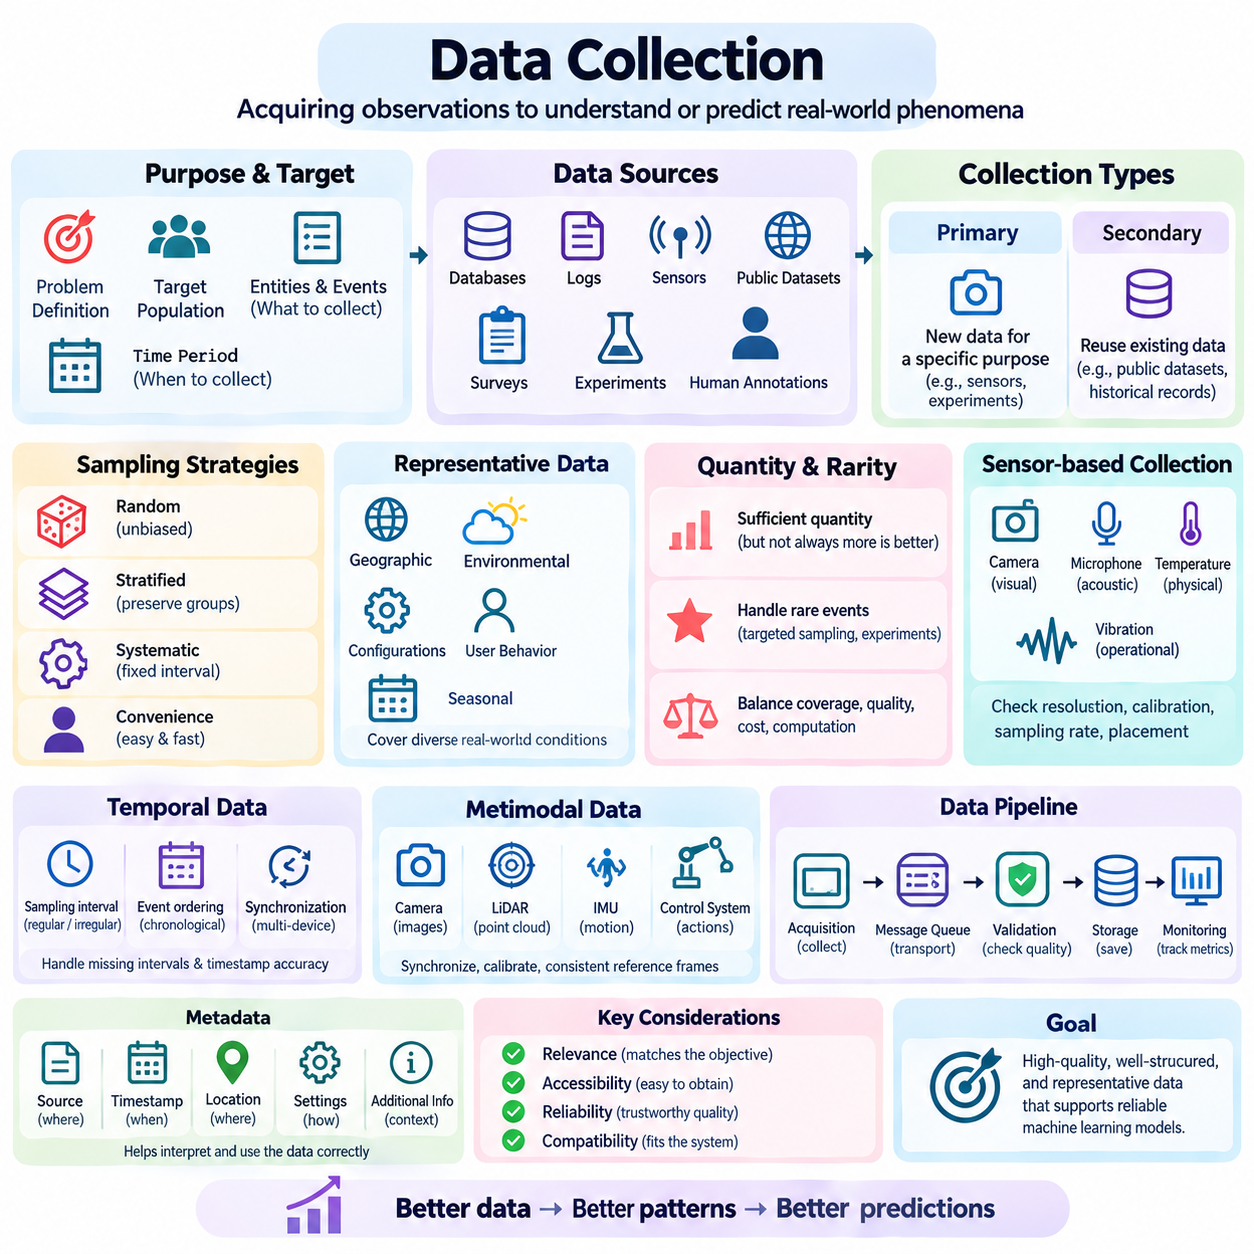 Data Collection
Acquiring observations to understand or predict real-world phenomena
Purpose & Target
Problem
Definition
Target
Population
Entities & Events
(What to collect)
Time Period
(When to collect)
Data Sources
Databases
Logs
Sensors
Public Datasets
Surveys
Experiments
Human Annotations
Collection Types
Primary
New data for
a specific purpose
(e.g., sensors,
experiments)
Secondary
Reuse existing data
(e.g., public datasets,
historical records)
Sampling Strategies
Random
(unbiased)
Stratified
(preserve groups)
Systematic
(fixed interval)
Convenience
(easy & fast)
Representative Data
Geographic
Environmental
Configurations
User Behavior
Seasonal
Cover diverse real-world conditions
Quantity & Rarity
Sufficient quantity
(but not always more is better)
Handle rare events
(targeted sampling, experiments)
Balance coverage, quality,
cost, computation
Sensor-based Collection
Camera
(visual)
Microphone
(acoustic)
Temperature
(physical)
Vibration
(operational)
Check resolustion, calibration,
sampling rate, placement
Temporal Data
Sampling interval
(regular / irregular)
Event ordering
(chronological)
Synchronization
(multi-device)
Handle missing intervals & timestamp accuracy
Metimodal Data
Camera
(images)
LiDAR
(point cloud)
IMU
(motion)
Control System
(actions)
Synchronize, calibrate, consistent reference frames
Data Pipeline
Acquisition
(collect)
Message Queue
(transport)
Validation
(check quality)
Storage
(save)
Monitoring
(track metrics)
Metadata
Source
(where)
Timestamp
(when)
Location
(where)
Settings
(how)
Additional Info
(context)
Helps interpret and use the data correctly
Key Considerations
Relevance (matches the objective)
Accessibility (easy to obtain)
Reliability (trustworthy quality)
Compatibility (fits the system)
Goal
High-quality, well-strucured,
and representative data
that supports reliable
machine learning models.
Better data → Better patterns → Better predictions